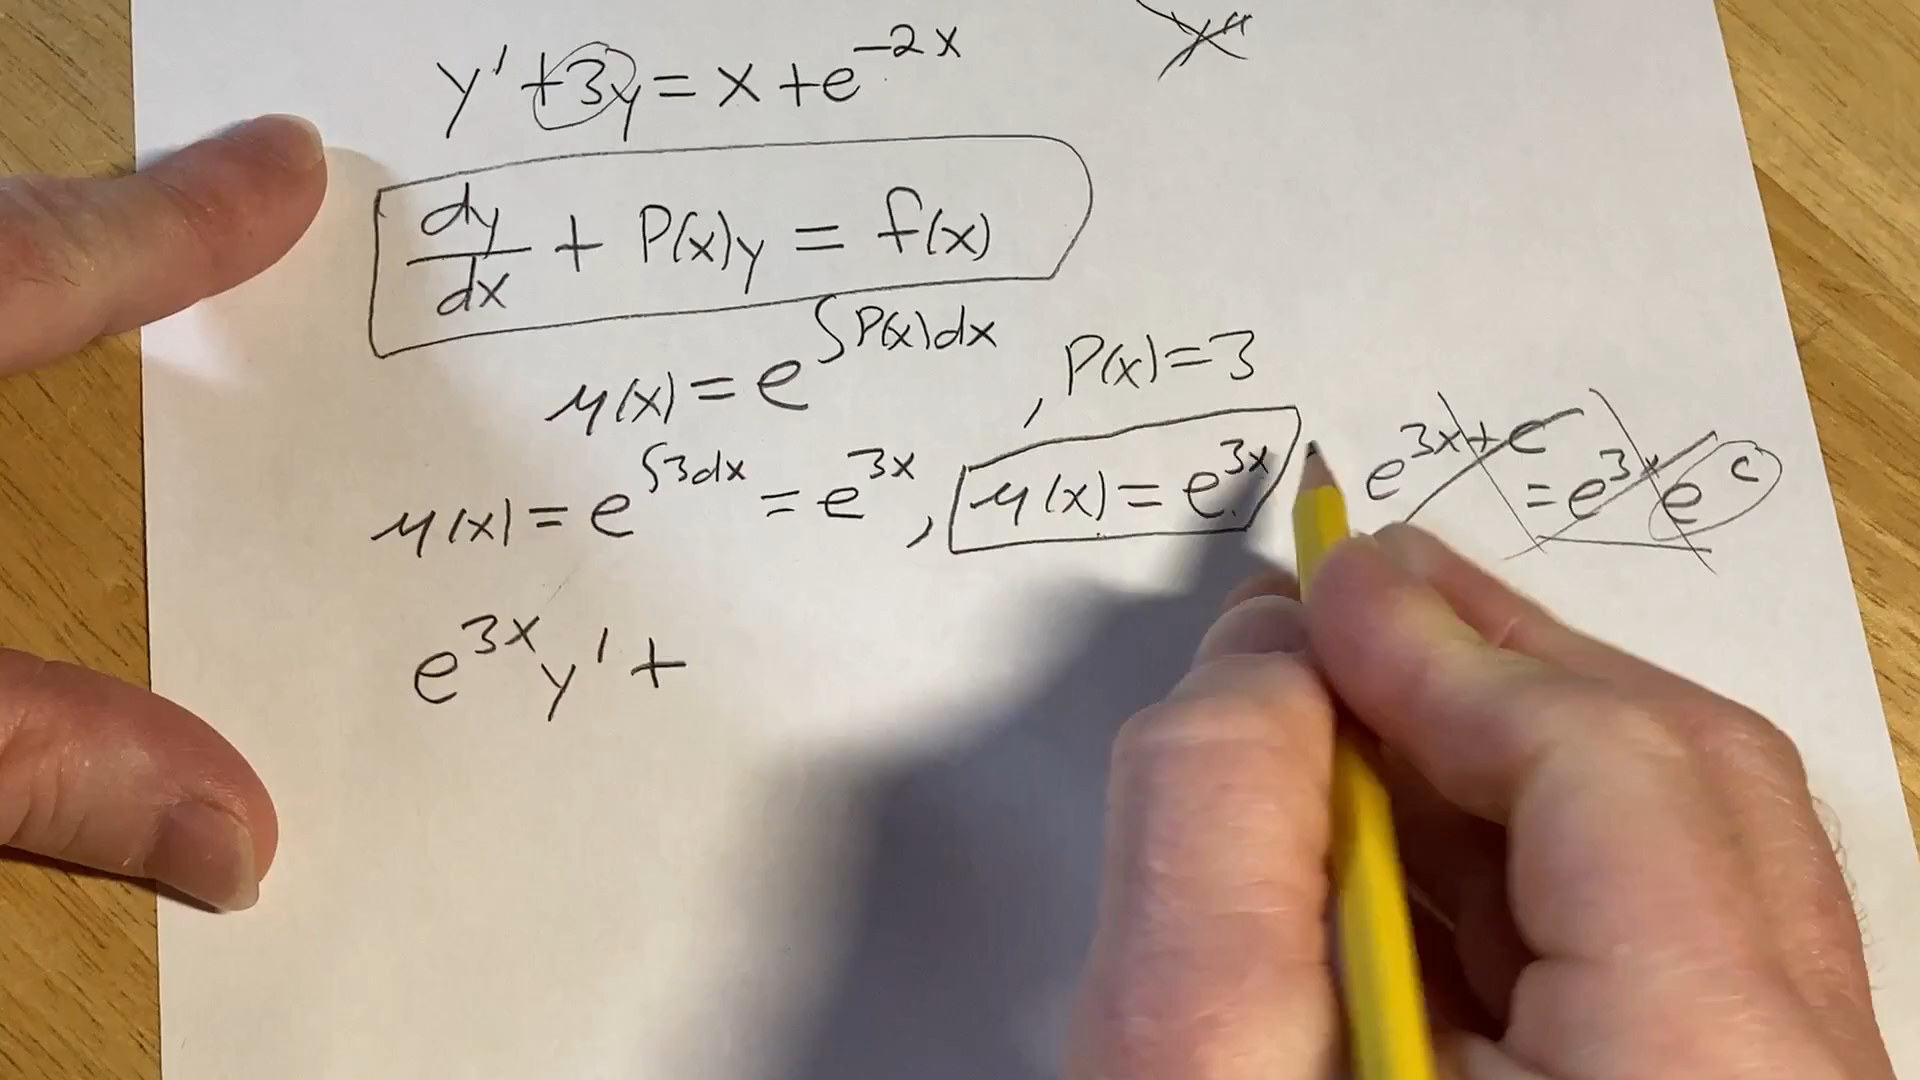 y' + 3y = x + e^{-2x}
dy/dx + P(x)y = f(x)
μ(x) = e^{∫P(x)dx} , P(x) = 3
μ(x) = e^{∫3dx} = e^{3x} , μ(x) = e^{3x} e^{3x+c} = e^{3x} e^{c}
e^{3x} y' +